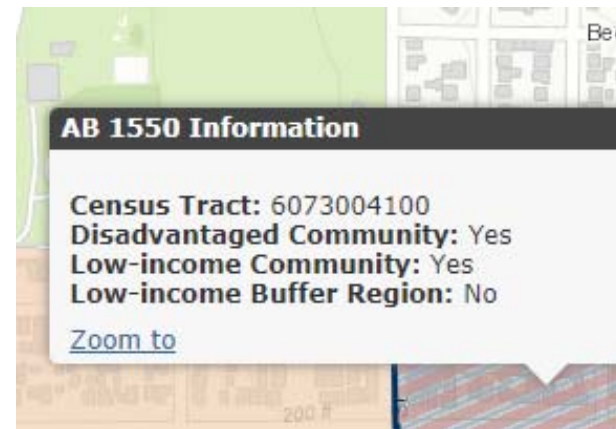 Be
AB 1550 Information
Census Tract: 6073004100
Disadvantaged Community: Yes
Low-income Community: Yes
Low-income Buffer Region: No
Zoom to
200 ft